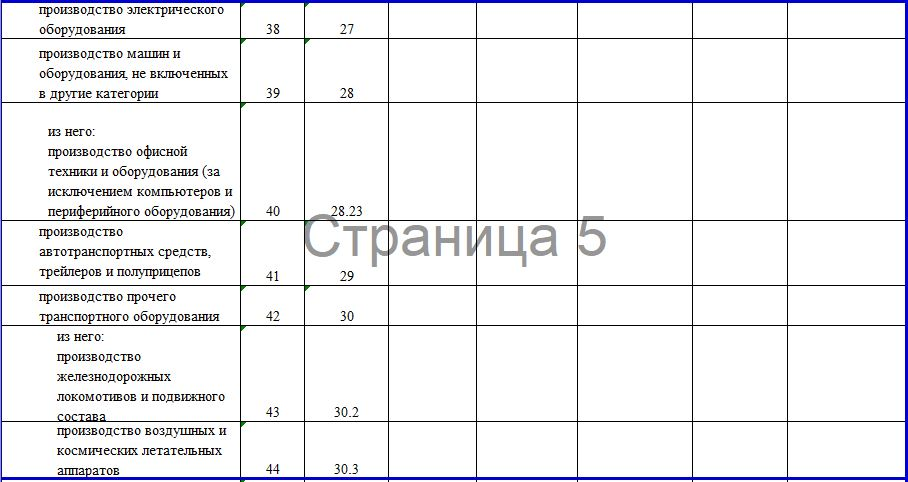 производство электрического
оборудования 38 27
производство машин и
оборудования, не включенных
в другие категории 39 28
из него:
производство офисной
техники и оборудования (за
исключением компьютеров и
периферийного оборудования) 40 28.23
производство
автотранспортных средств,
трейлеров и полуприцепов 41 29
Страница 5
производство прочего
транспортного оборудования 42 30
из него:
производство
железнодорожных
локомотивов и подвижного
состава 43 30.2
производство воздушных и
космических летательных
аппаратов 44 30.3